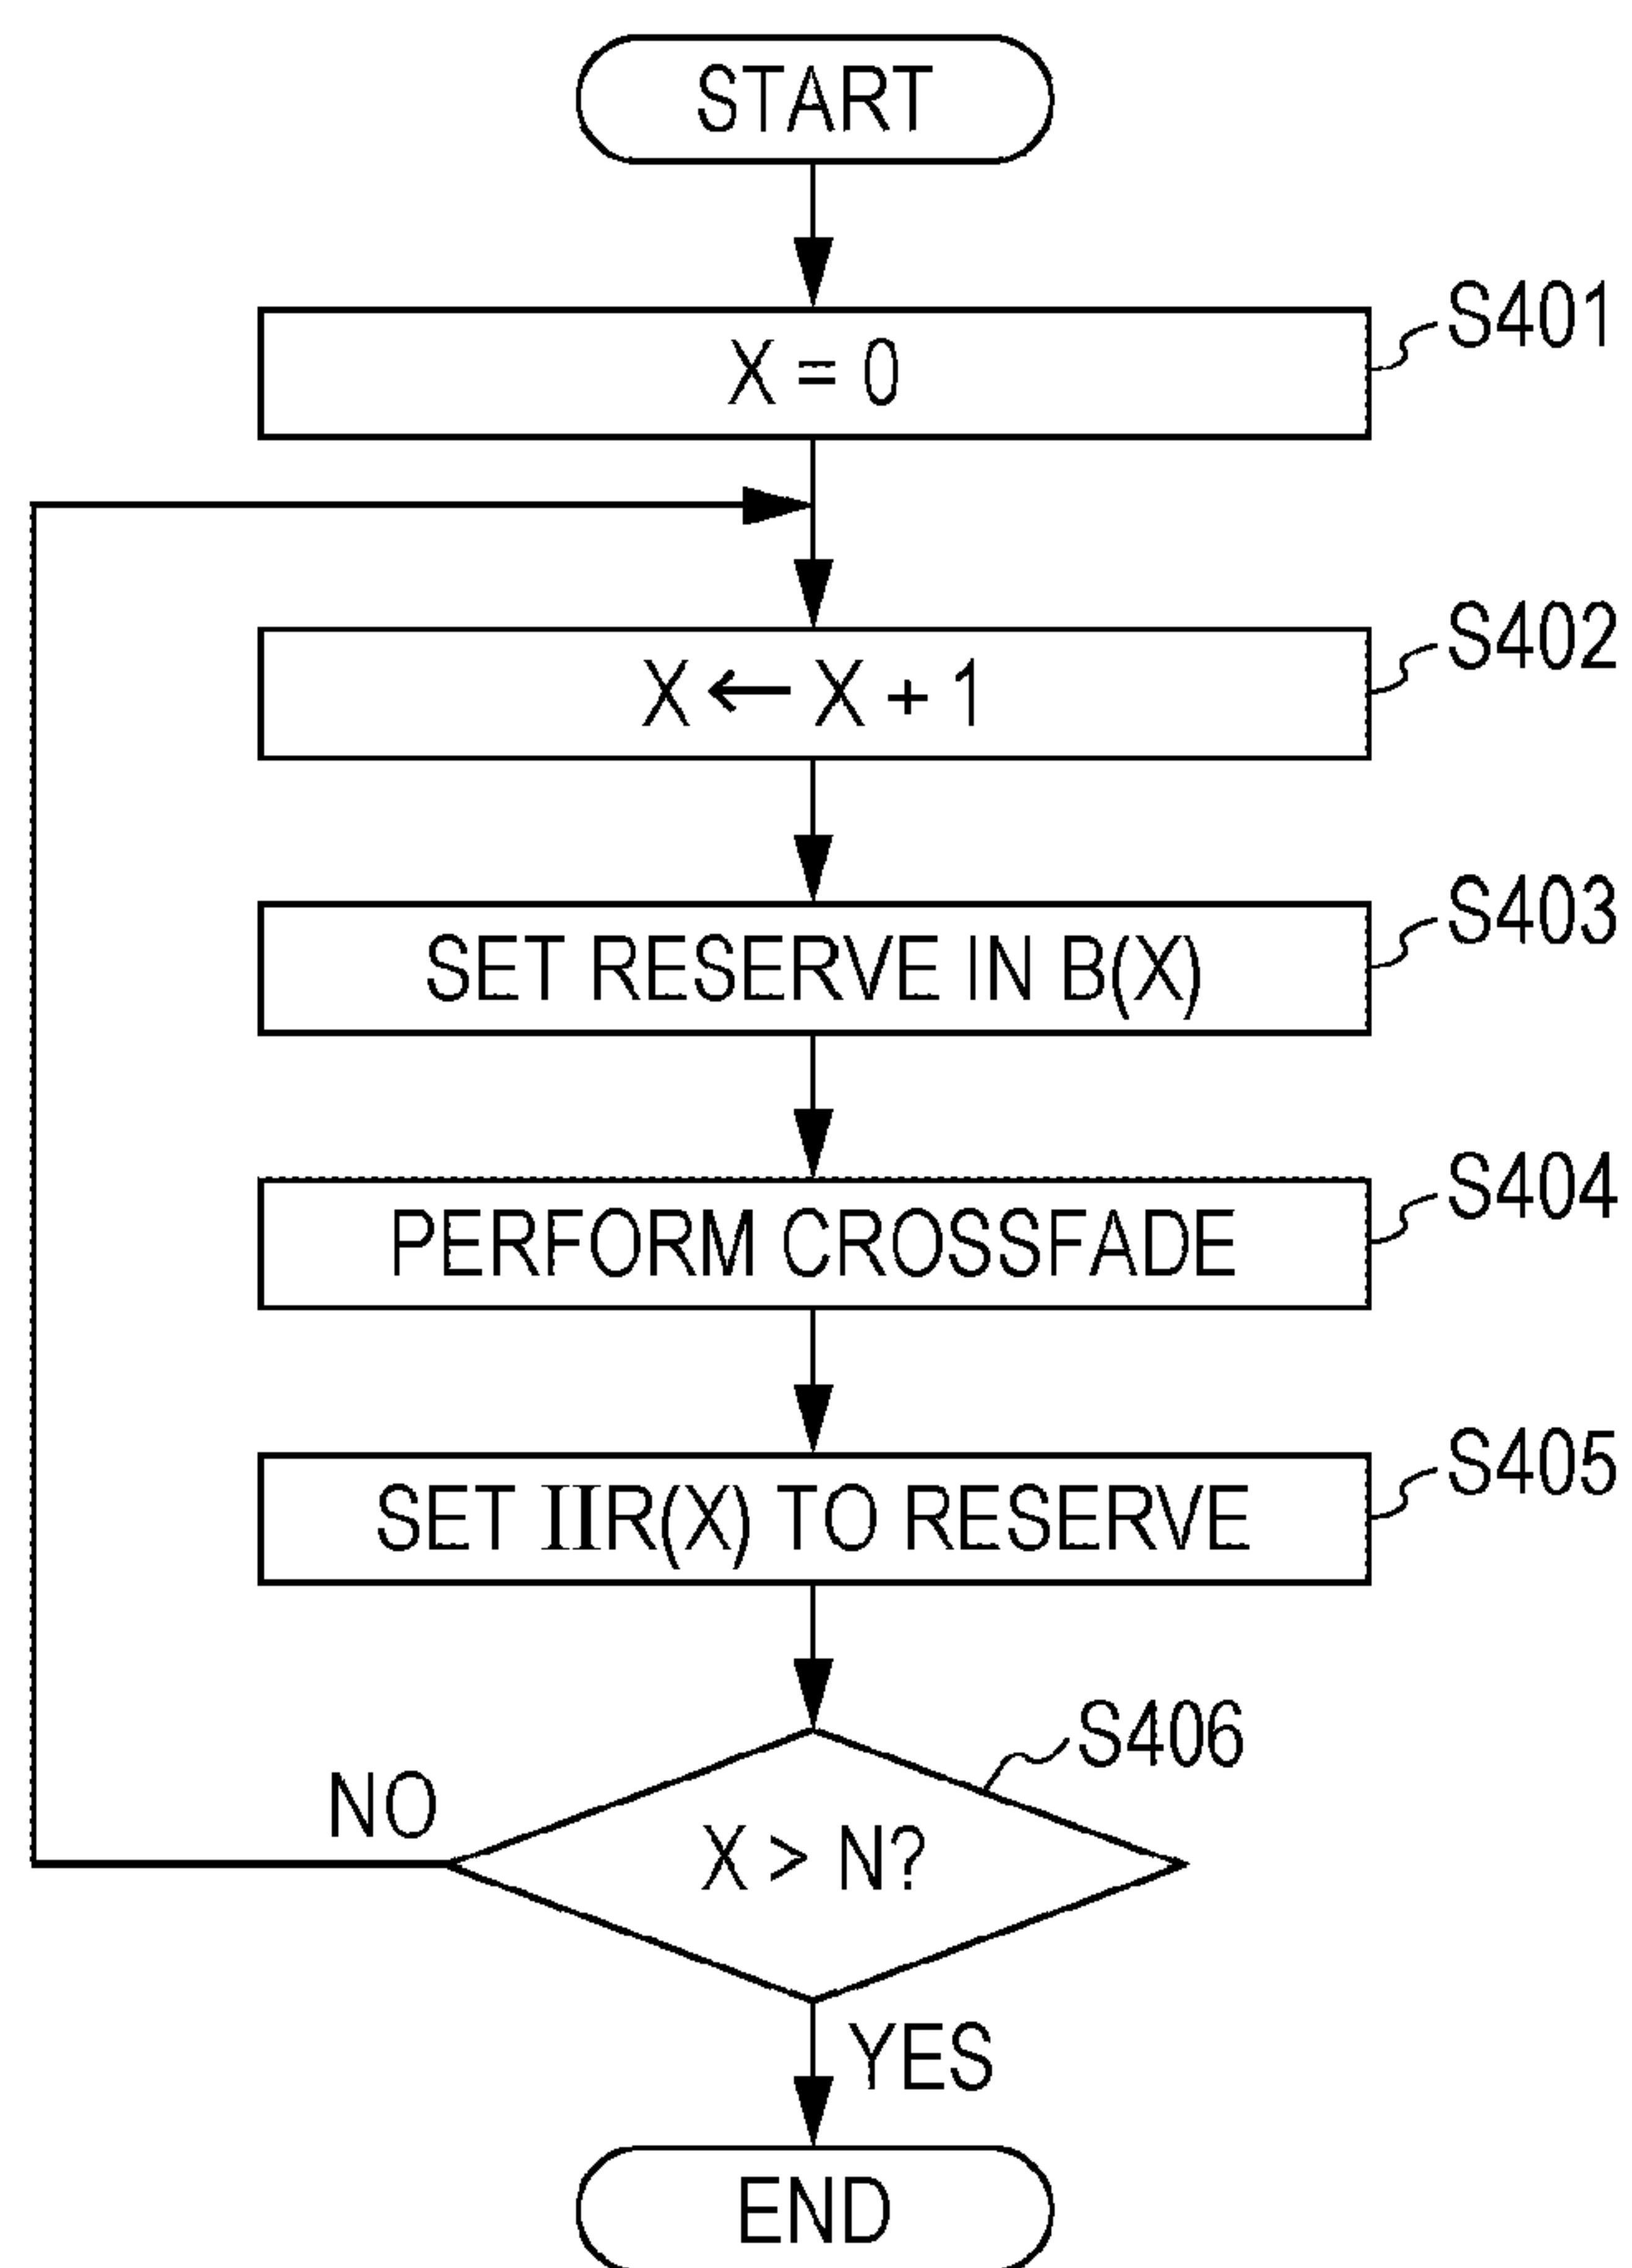 START
S401
X = 0
S402
X ← X + 1
S403
SET RESERVE IN B(X)
S404
PERFORM CROSSFADE
S405
SET IIR(X) TO RESERVE
S406
NO
X > N?
YES
END